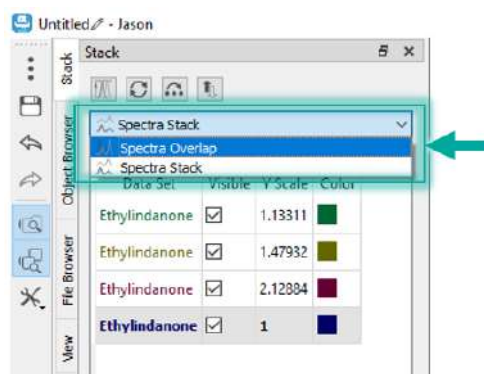 Untitled - Jason
Stack
Stack
Object Browser
File Browser
View
Spectra Stack
Spectra Overlap
Spectra Stack
Data Set Visible Y Scale Color
Ethylindanone 1.13311
Ethylindanone 1.47932
Ethylindanone 2.12884
Ethylindanone 1